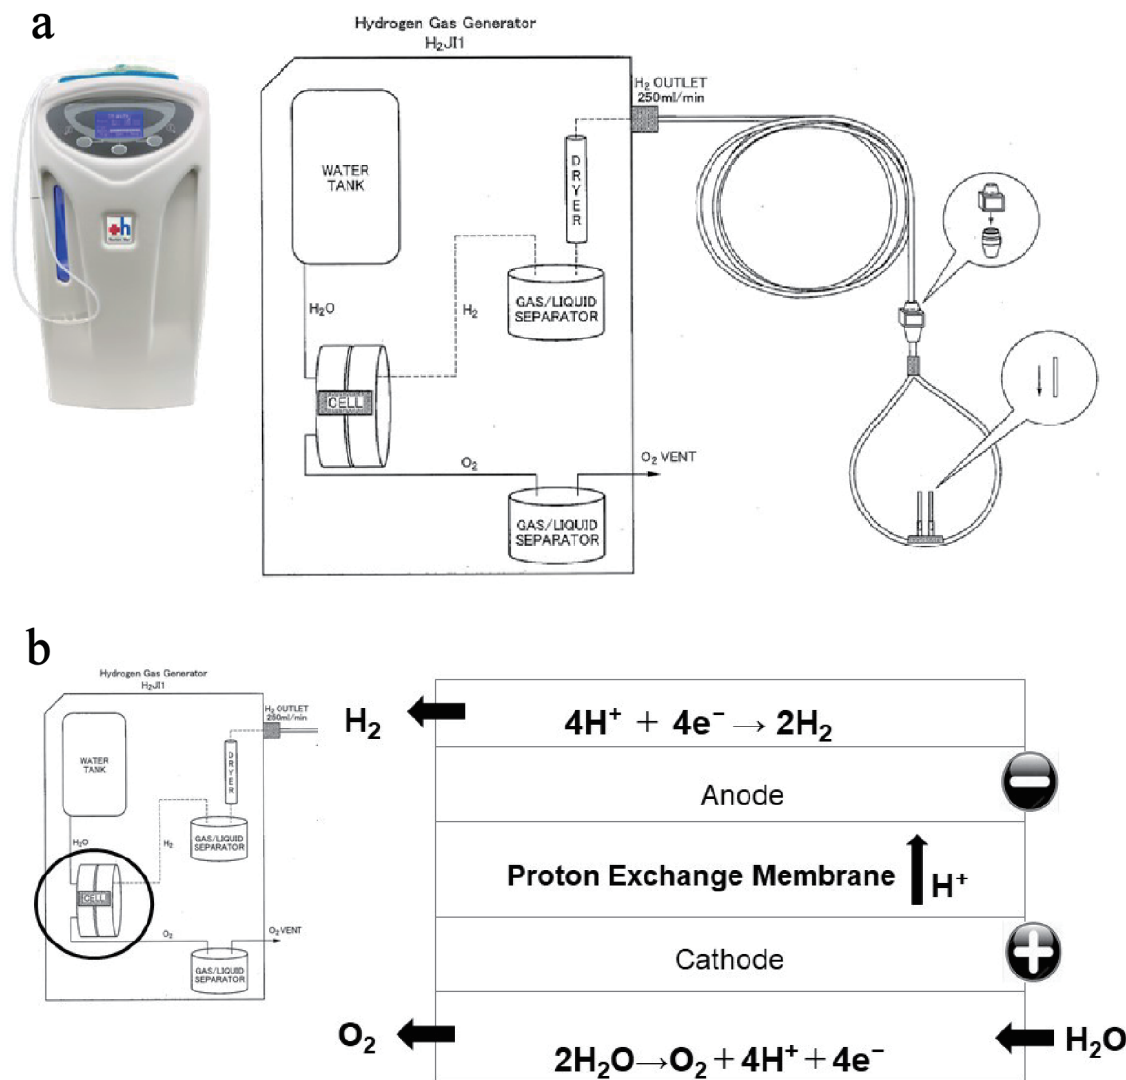 a
Hydrogen Gas Generator
H₂JI1
H₂ OUTLET
250ml/min
WATER
TANK
DRYER
H₂O
H₂
GAS/LIQUID
SEPARATOR
CELL
O₂
O₂ VENT
GAS/LIQUID
SEPARATOR
+h
b
Hydrogen Gas Generator
H₂JI1
H₂ OUTLET
250ml/min
WATER
TANK
DRYER
H₂O
H₂
GAS/LIQUID
SEPARATOR
CELL
O₂
O₂ VENT
GAS/LIQUID
SEPARATOR
H₂
4H⁺ + 4e⁻ → 2H₂
Anode
Proton Exchange Membrane
H⁺
Cathode
O₂
H₂O
2H₂O→O₂+4H⁺+4e⁻